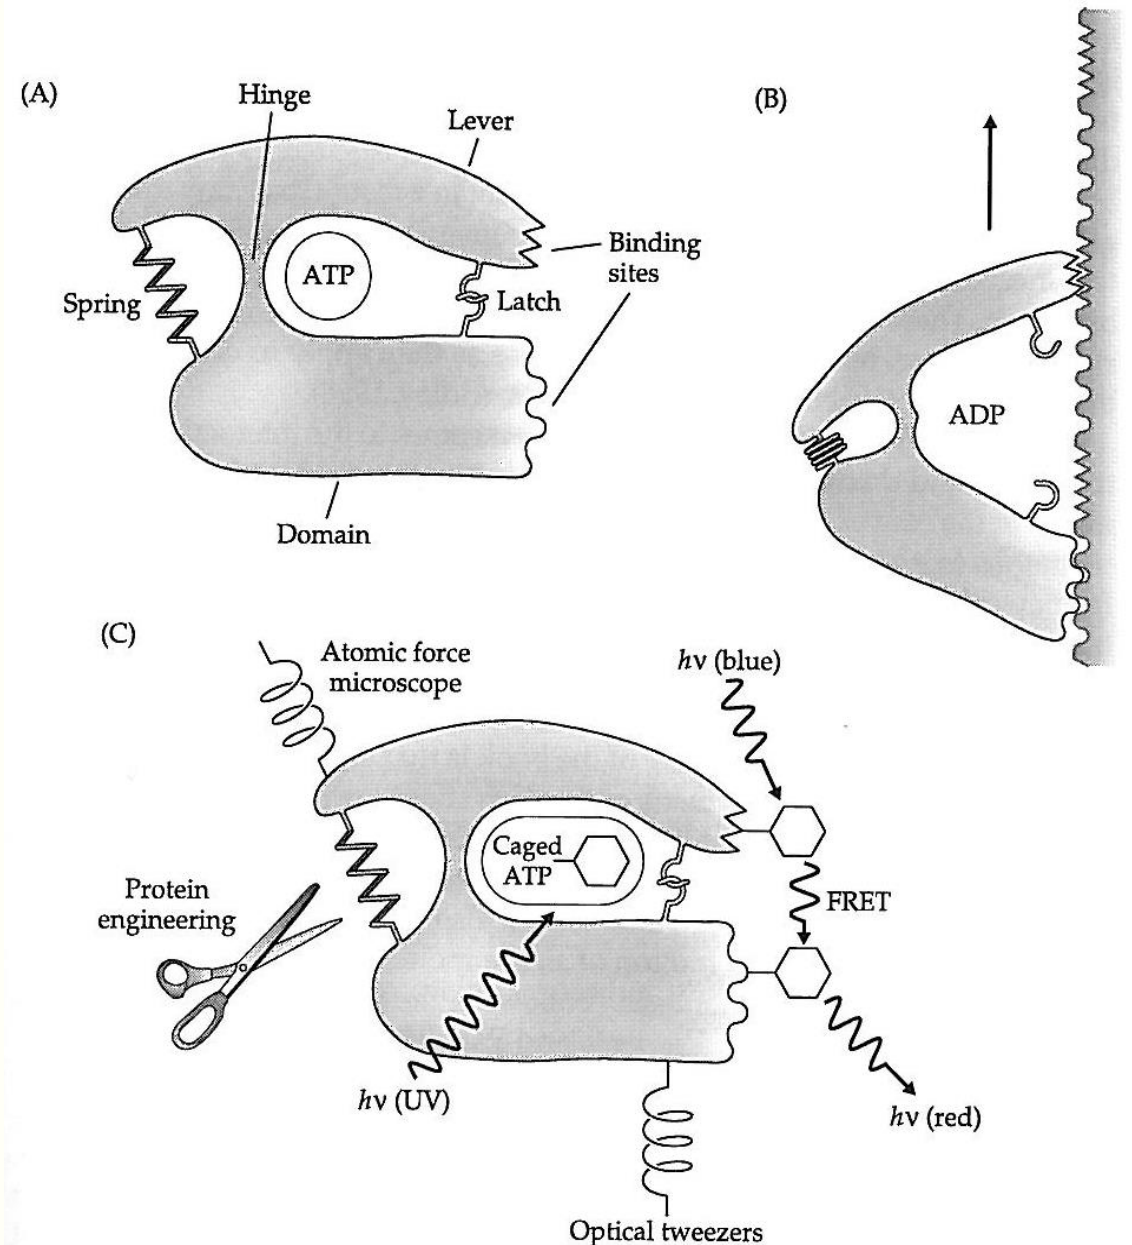 (A)
Hinge
Lever
(B)
Binding
sites
ATP
Spring
Latch
ADP
Domain
(C)
Atomic force
microscope
hν (blue)
Caged
ATP
Protein
engineering
FRET
hν (UV)
hν (red)
Optical tweezers